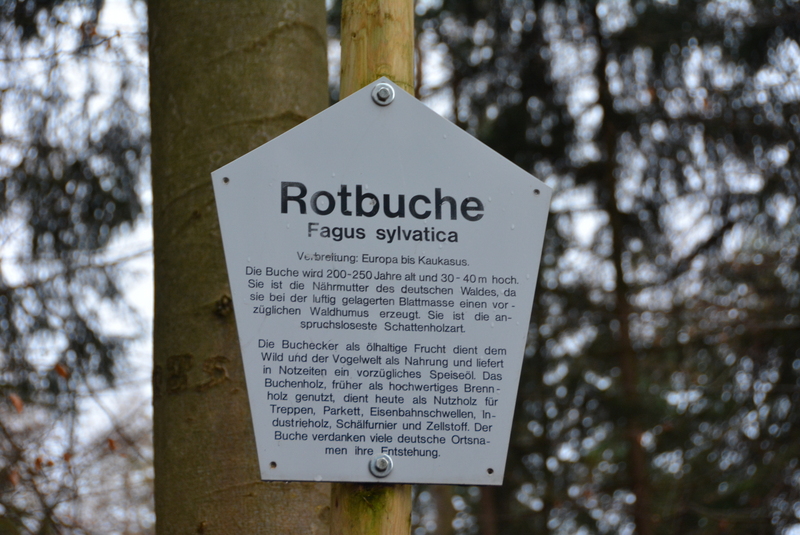 Rotbuche
Fagus sylvatica
Verbreitung: Europa bis Kaukasus.
Die Buche wird 200-250 Jahre alt und 30-40 m hoch.
Sie ist die Nährmutter des deutschen Waldes, da
sie bei der luftig gelagerten Blattmasse einen vor-
züglichen Waldhumus erzeugt. Sie ist die an-
spruchsloseste Schattenholzart.
Die Buchecker als ölhaltige Frucht dient dem
Wild und der Vogelwelt als Nahrung und liefert
in Notzeiten ein vorzügliches Speiseöl. Das
Buchenholz, früher als hochwertiges Brenn-
holz genutzt, dient heute als Nutzholz für
Treppen, Parkett, Eisenbahnschwellen, In-
dustrieholz, Schälfurnier und Zellstoff. Der
Buche verdanken viele deutsche Ortsna-
men ihre Entstehung.